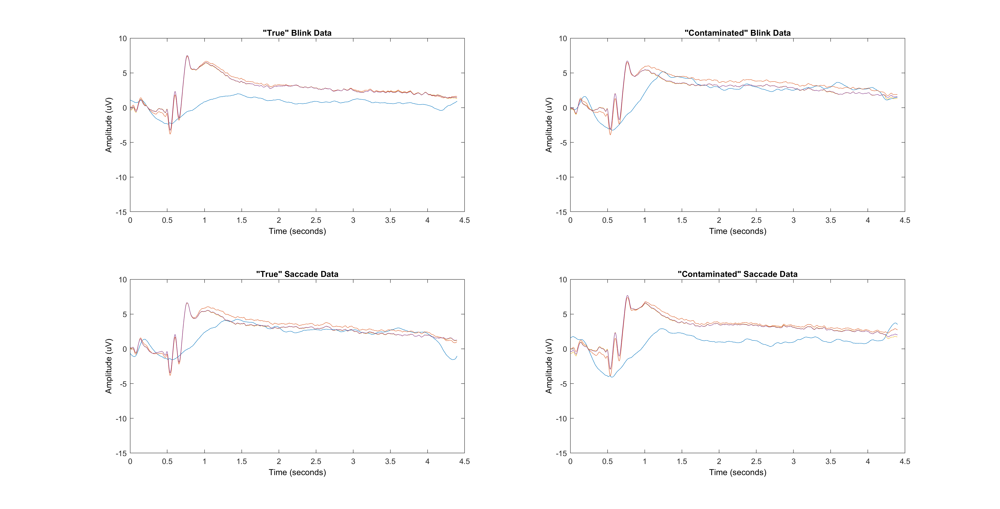 "True" Blink Data
10
5
0
-5
-10
-15
Amplitude (uV)
0 0.5 1 1.5 2 2.5 3 3.5 4 4.5
Time (seconds)
"Contaminated" Blink Data
10
5
0
-5
-10
-15
Amplitude (uV)
0 0.5 1 1.5 2 2.5 3 3.5 4 4.5
Time (seconds)
"True" Saccade Data
10
5
0
-5
-10
-15
Amplitude (uV)
0 0.5 1 1.5 2 2.5 3 3.5 4 4.5
Time (seconds)
"Contaminated" Saccade Data
10
5
0
-5
-10
-15
Amplitude (uV)
0 0.5 1 1.5 2 2.5 3 3.5 4 4.5
Time (seconds)